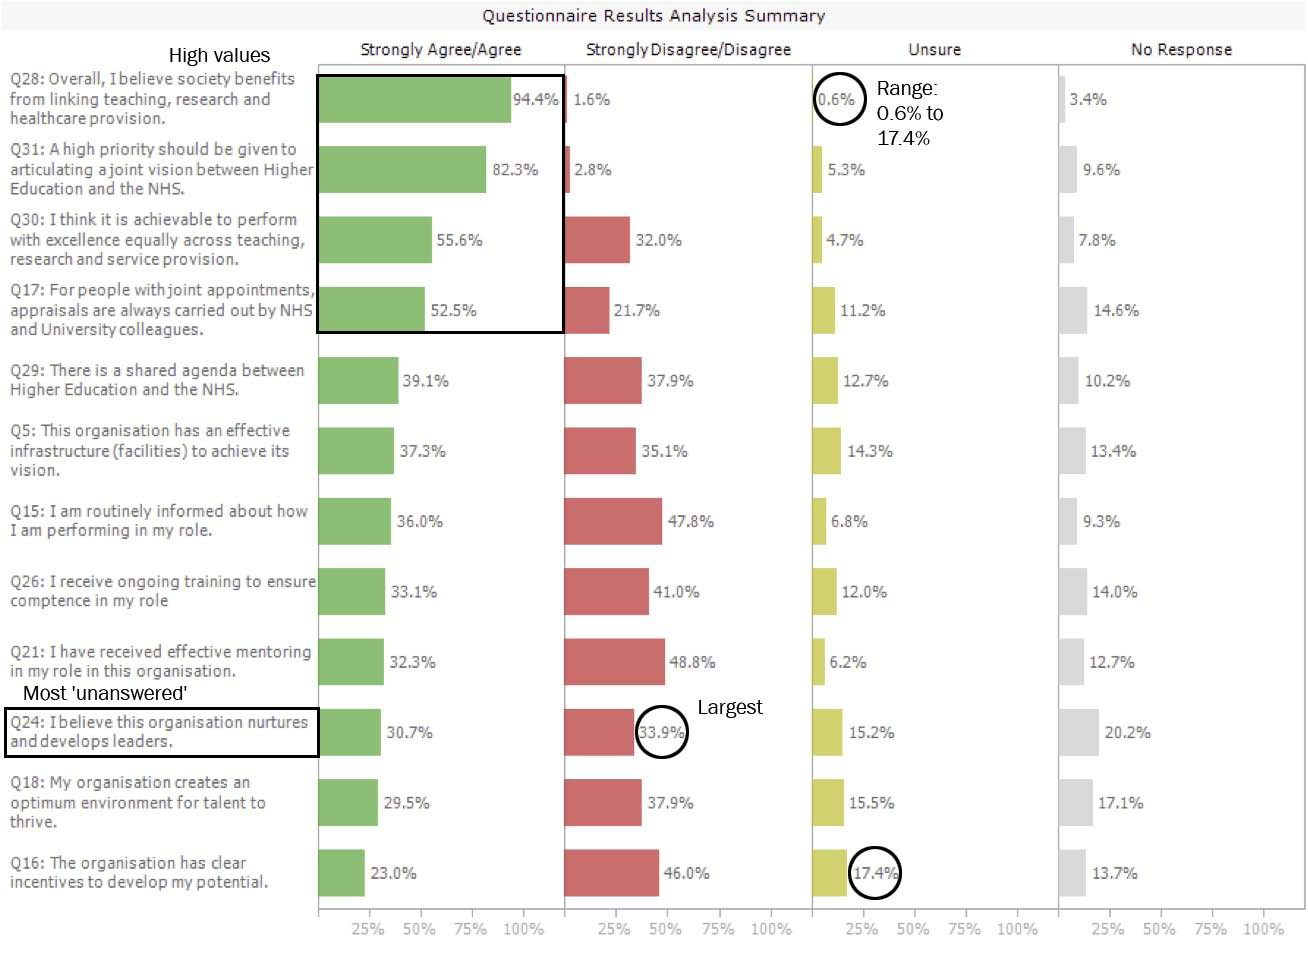 Questionnaire Results Analysis Summary
High values
Strongly Agree/Agree
Strongly Disagree/Disagree
Unsure
No Response
Q28: Overall, I believe society benefits
from linking teaching, research and
healthcare provision.
94.4%
1.6%
0.6%
Range:
0.6% to
17.4%
3.4%
Q31: A high priority should be given to
articulating a joint vision between Higher
Education and the NHS.
82.3%
2.8%
5.3%
9.6%
Q30: I think it is achievable to perform
with excellence equally across teaching,
research and service provision.
55.6%
32.0%
4.7%
7.8%
Q17: For people with joint appointments,
appraisals are always carried out by NHS
and University colleagues.
52.5%
21.7%
11.2%
14.6%
Q29: There is a shared agenda between
Higher Education and the NHS.
39.1%
37.9%
12.7%
10.2%
Q5: This organisation has an effective
infrastructure (facilities) to achieve its
vision.
37.3%
35.1%
14.3%
13.4%
Q15: I am routinely informed about how
I am performing in my role.
36.0%
47.8%
6.8%
9.3%
Q26: I receive ongoing training to ensure
comptence in my role
33.1%
41.0%
12.0%
14.0%
Q21: I have received effective mentoring
in my role in this organisation.
32.3%
48.8%
6.2%
12.7%
Most 'unanswered'
Q24: I believe this organisation nurtures
and develops leaders.
30.7%
33.9%
Largest
15.2%
20.2%
Q18: My organisation creates an
optimum environment for talent to
thrive.
29.5%
37.9%
15.5%
17.1%
Q16: The organisation has clear
incentives to develop my potential.
23.0%
46.0%
17.4%
13.7%
25% 50% 75% 100% 25% 50% 75% 100% 25% 50% 75% 100% 25% 50% 75% 100%